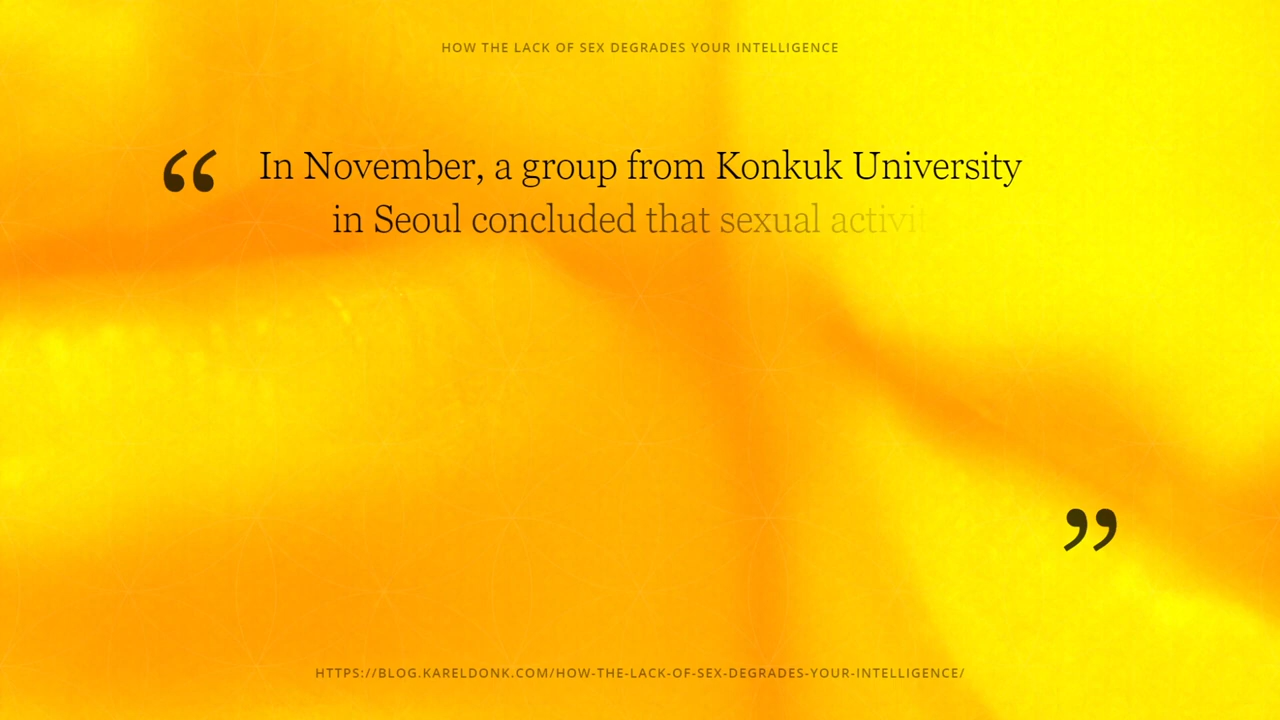 HOW THE LACK OF SEX DEGRADES YOUR INTELLIGENCE
“ In November, a group from Konkuk University
in Seoul concluded that sexual activit
”
HTTPS://BLOG.KARELDONK.COM/HOW-THE-LACK-OF-SEX-DEGRADES-YOUR-INTELLIGENCE/